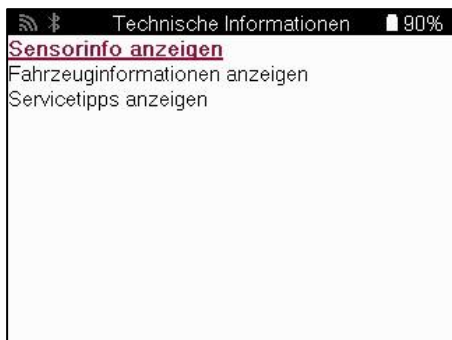 Technische Informationen 90%
Sensorinfo anzeigen
Fahrzeuginformationen anzeigen
Servicetipps anzeigen